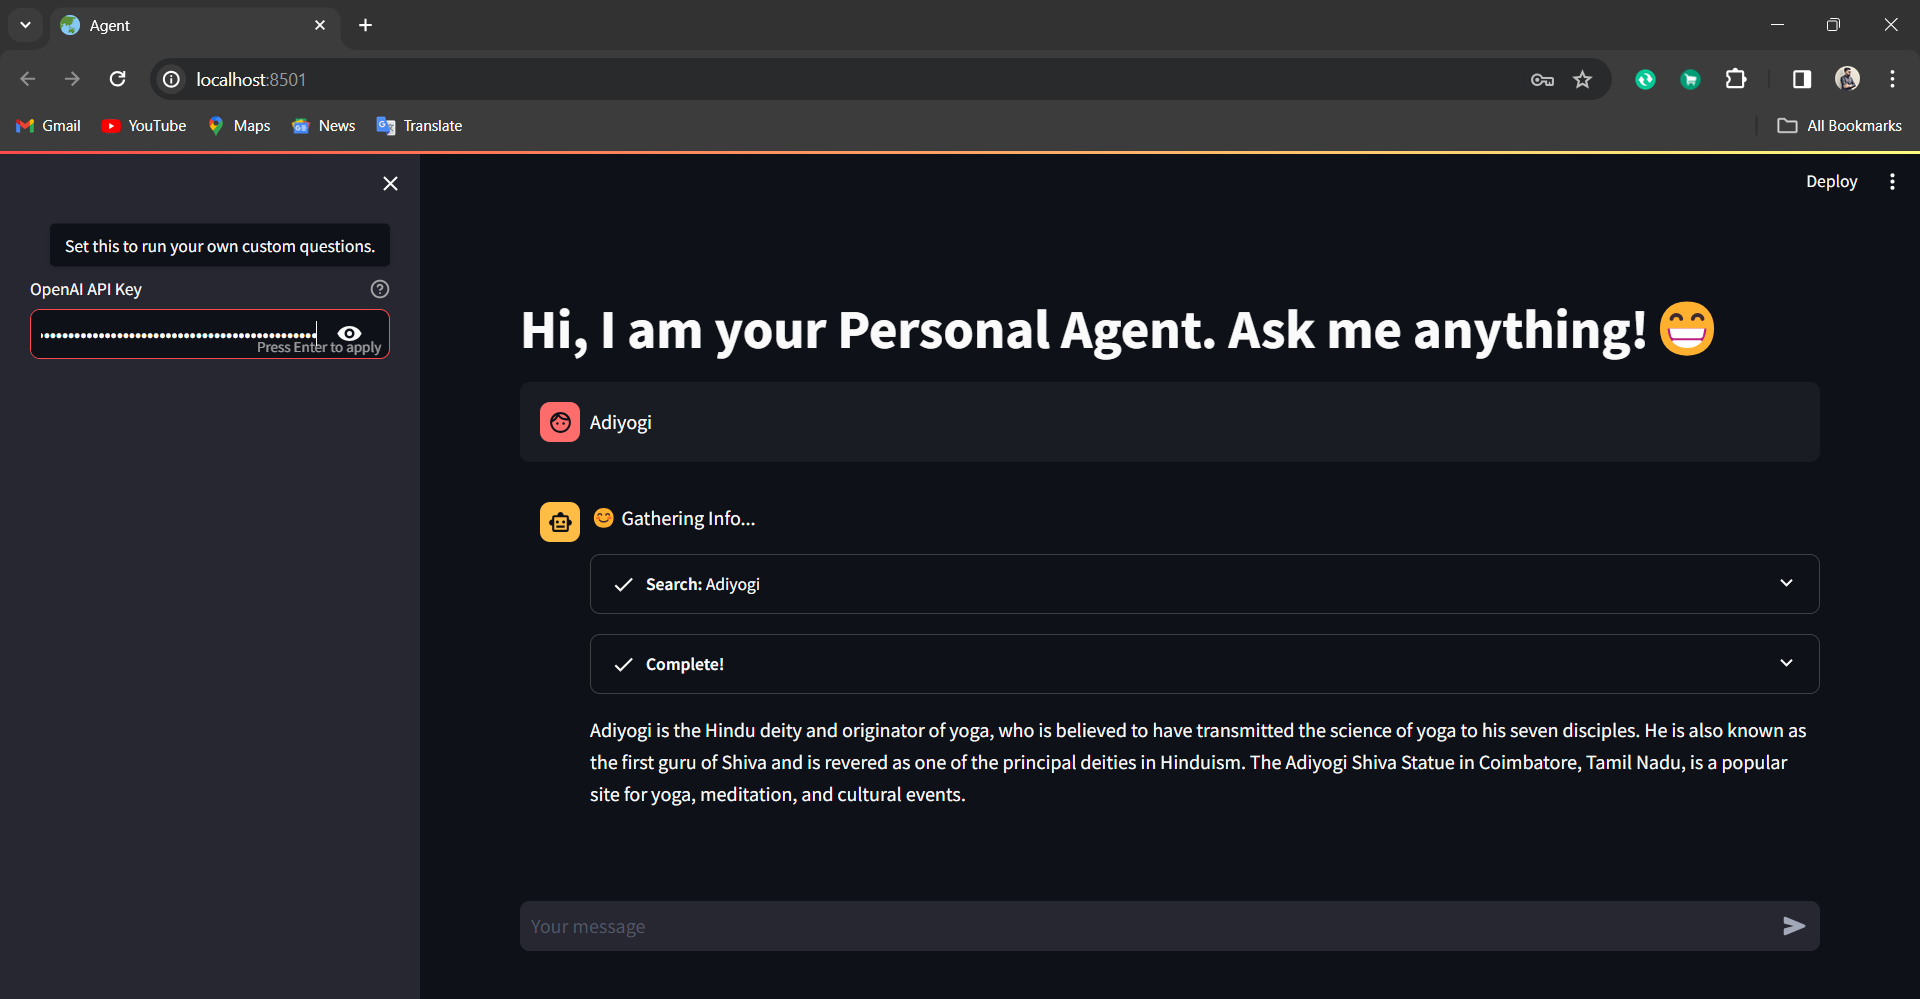 Agent
localhost:8501
Gmail YouTube Maps News Translate All Bookmarks
Deploy
Set this to run your own custom questions.
OpenAI API Key
Press Enter to apply
Hi, I am your Personal Agent. Ask me anything! 😁
Adiyogi
😊 Gathering Info...
Search: Adiyogi
Complete!
Adiyogi is the Hindu deity and originator of yoga, who is believed to have transmitted the science of yoga to his seven disciples. He is also known as
the first guru of Shiva and is revered as one of the principal deities in Hinduism. The Adiyogi Shiva Statue in Coimbatore, Tamil Nadu, is a popular
site for yoga, meditation, and cultural events.
Your message